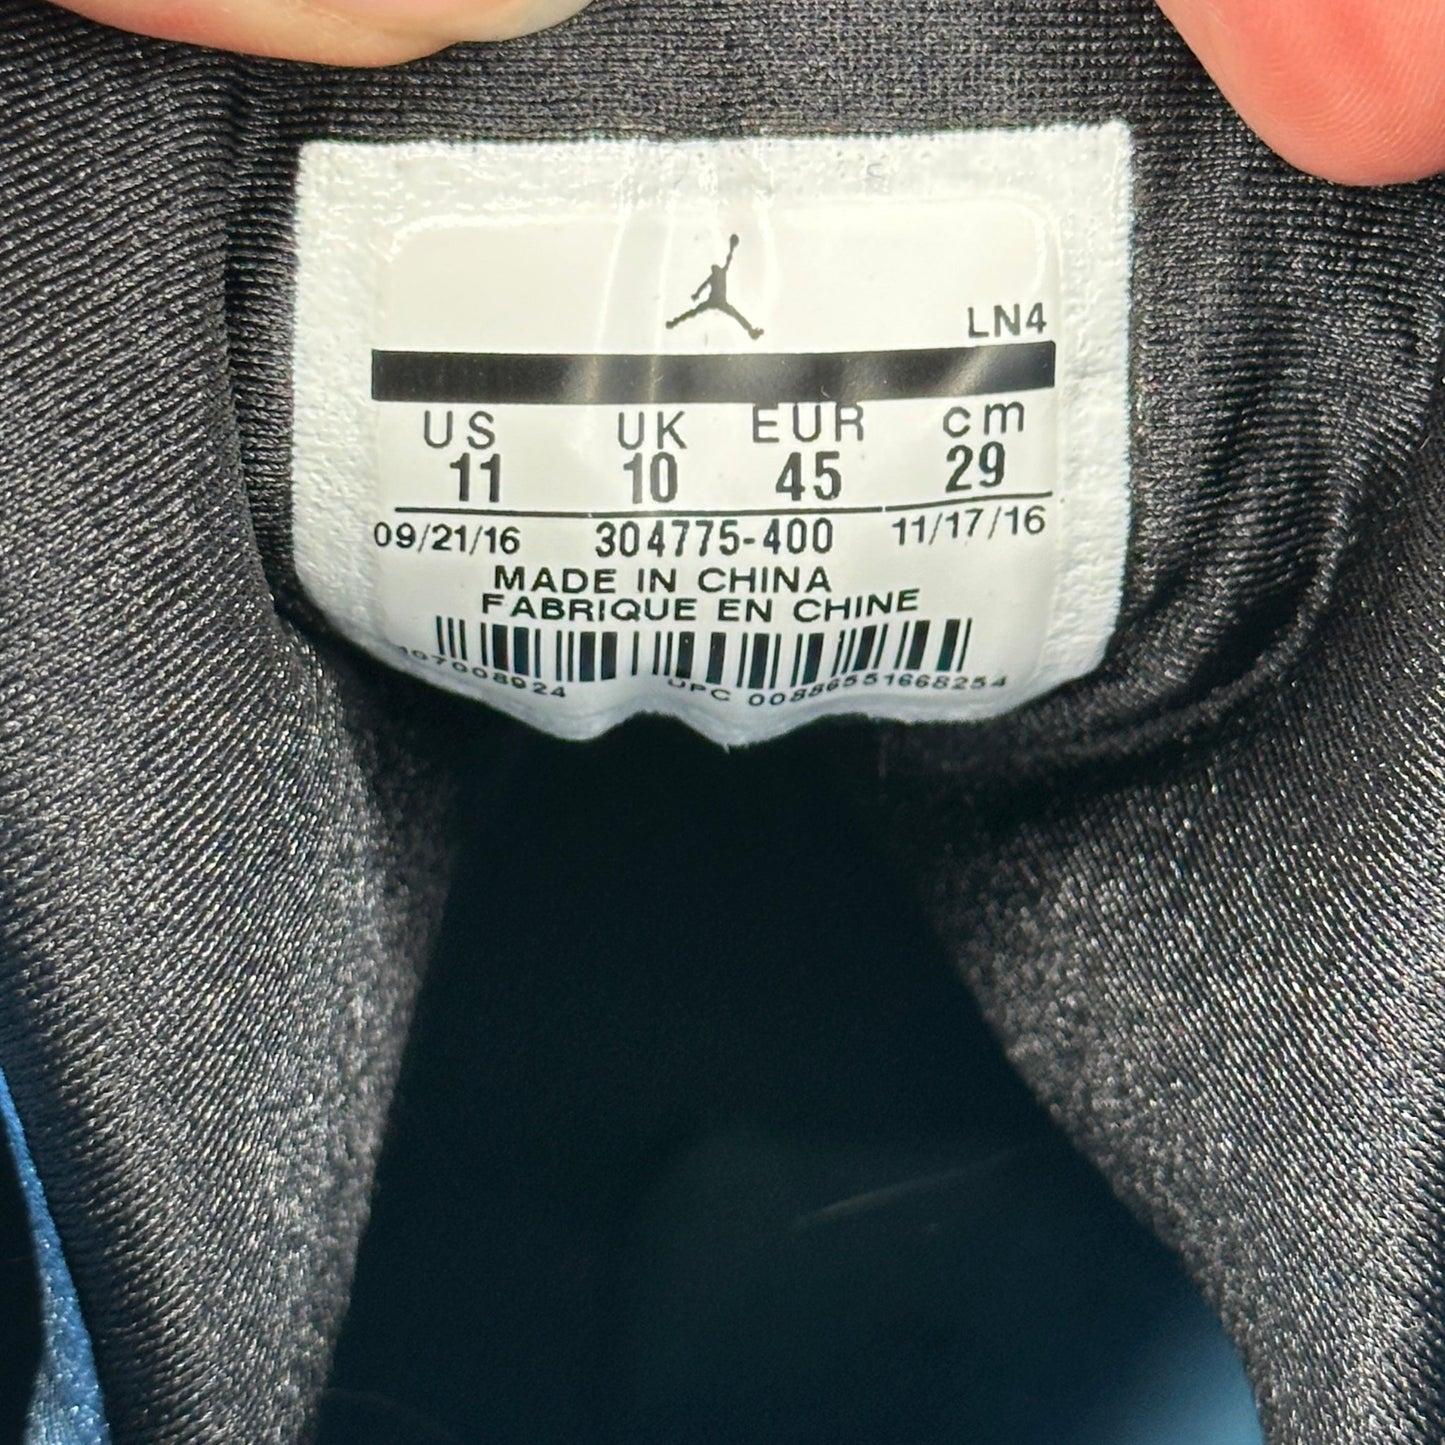 LN4
US UK EUR cm
11 10 45 29
09/21/16 304775-400 11/17/16
MADE IN CHINA
FABRIQUE EN CHINE
UPC 00886551668254